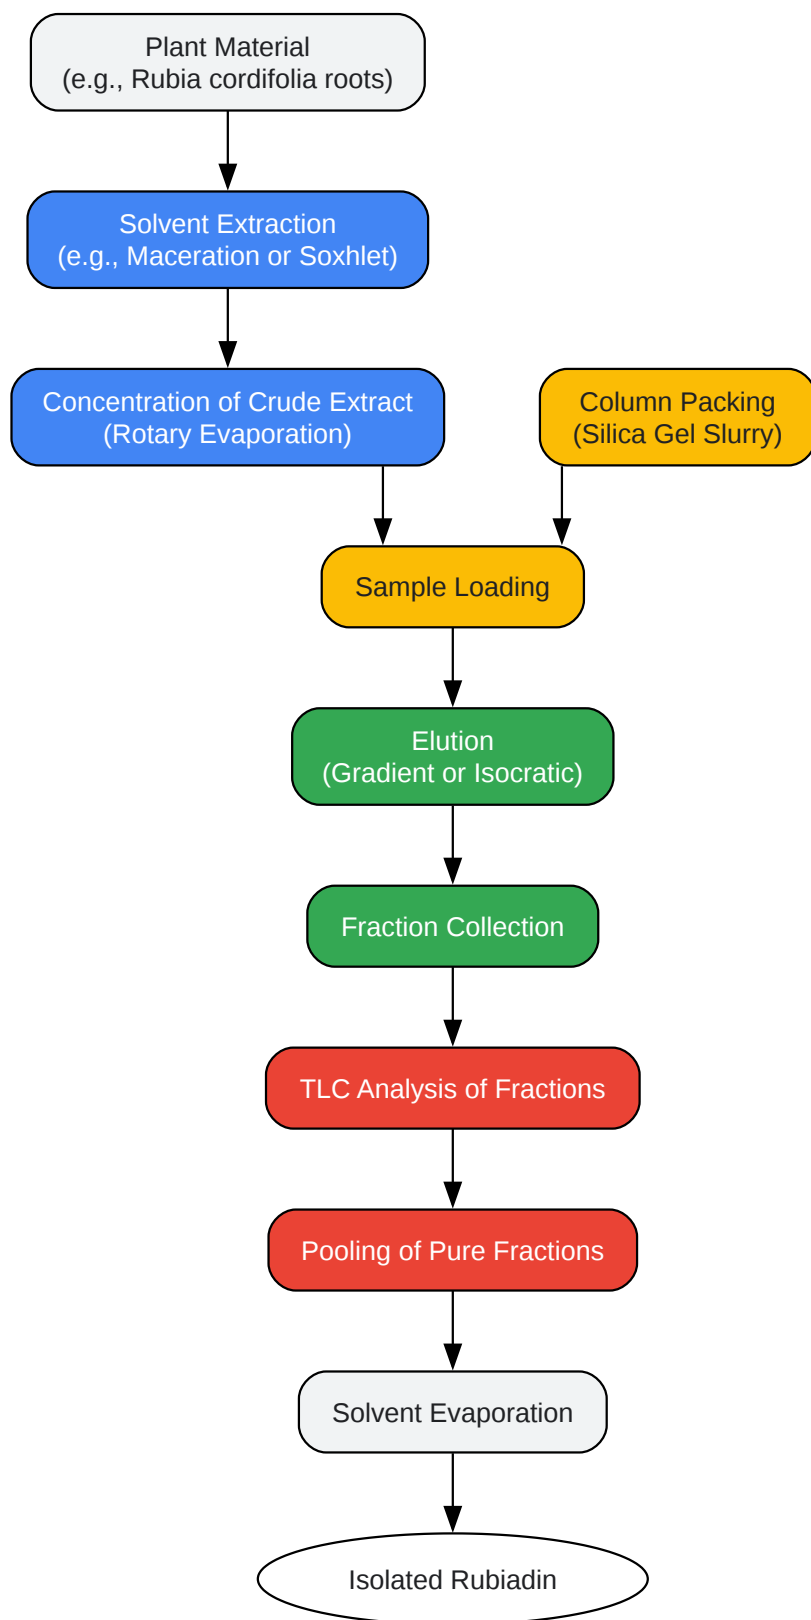 Plant Material
(e.g., Rubia cordifolia roots)
Solvent Extraction
(e.g., Maceration or Soxhlet)
Concentration of Crude Extract
(Rotary Evaporation)
Column Packing
(Silica Gel Slurry)
Sample Loading
Elution
(Gradient or Isocratic)
Fraction Collection
TLC Analysis of Fractions
Pooling of Pure Fractions
Solvent Evaporation
Isolated Rubiadin